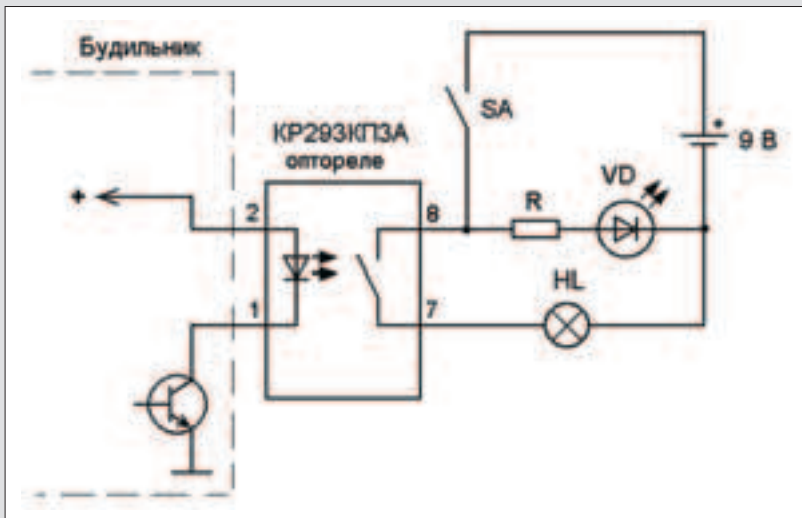 Будильник
КР293КП3А
оптореле
SA
+
9 В
VD
+
2
8
R
HL
1
7